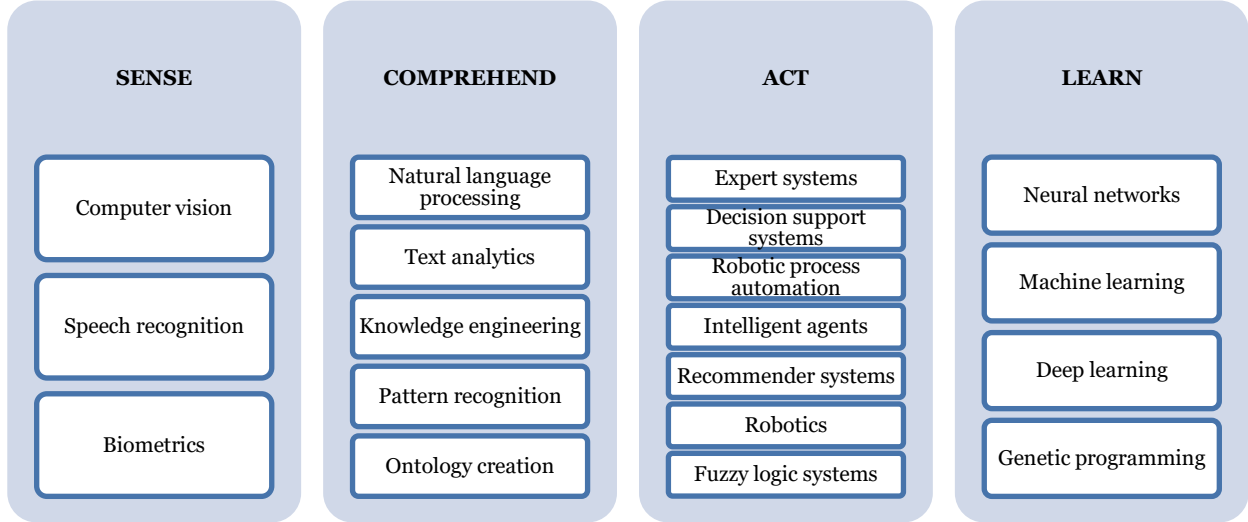 SENSE
Computer vision
Speech recognition
Biometrics
COMPREHEND
Natural language
processing
Text analytics
Knowledge engineering
Pattern recognition
Ontology creation
ACT
Expert systems
Decision support
systems
Robotic process
automation
Intelligent agents
Recommender systems
Robotics
Fuzzy logic systems
LEARN
Neural networks
Machine learning
Deep learning
Genetic programming